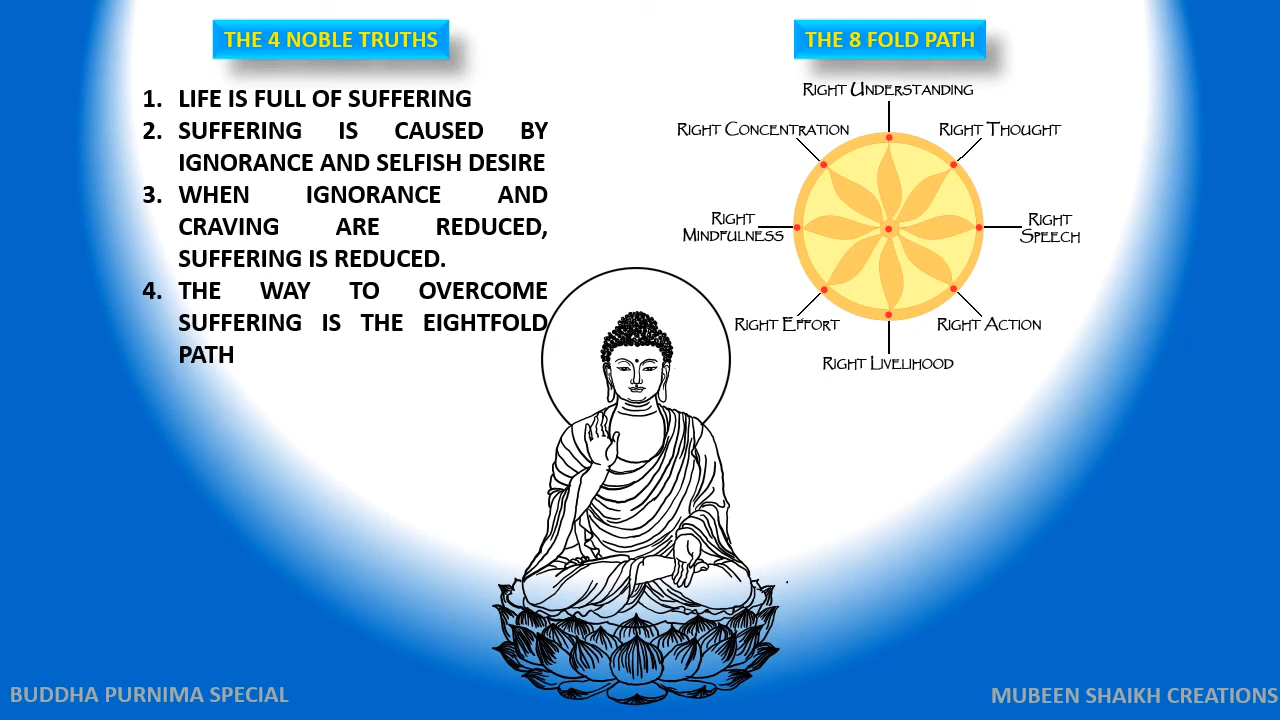 THE 4 NOBLE TRUTHS
1. LIFE IS FULL OF SUFFERING
2. SUFFERING IS CAUSED BY
IGNORANCE AND SELFISH DESIRE
3. WHEN IGNORANCE AND
CRAVING ARE REDUCED,
SUFFERING IS REDUCED.
4. THE WAY TO OVERCOME
SUFFERING IS THE EIGHTFOLD
PATH
THE 8 FOLD PATH
RIGHT UNDERSTANDING
RIGHT CONCENTRATION
RIGHT THOUGHT
RIGHT
MINDFULNESS
RIGHT
SPEECH
RIGHT EFFORT
RIGHT ACTION
RIGHT LIVELIHOOD
BUDDHA PURNIMA SPECIAL
MUBEEN SHAIKH CREATIONS